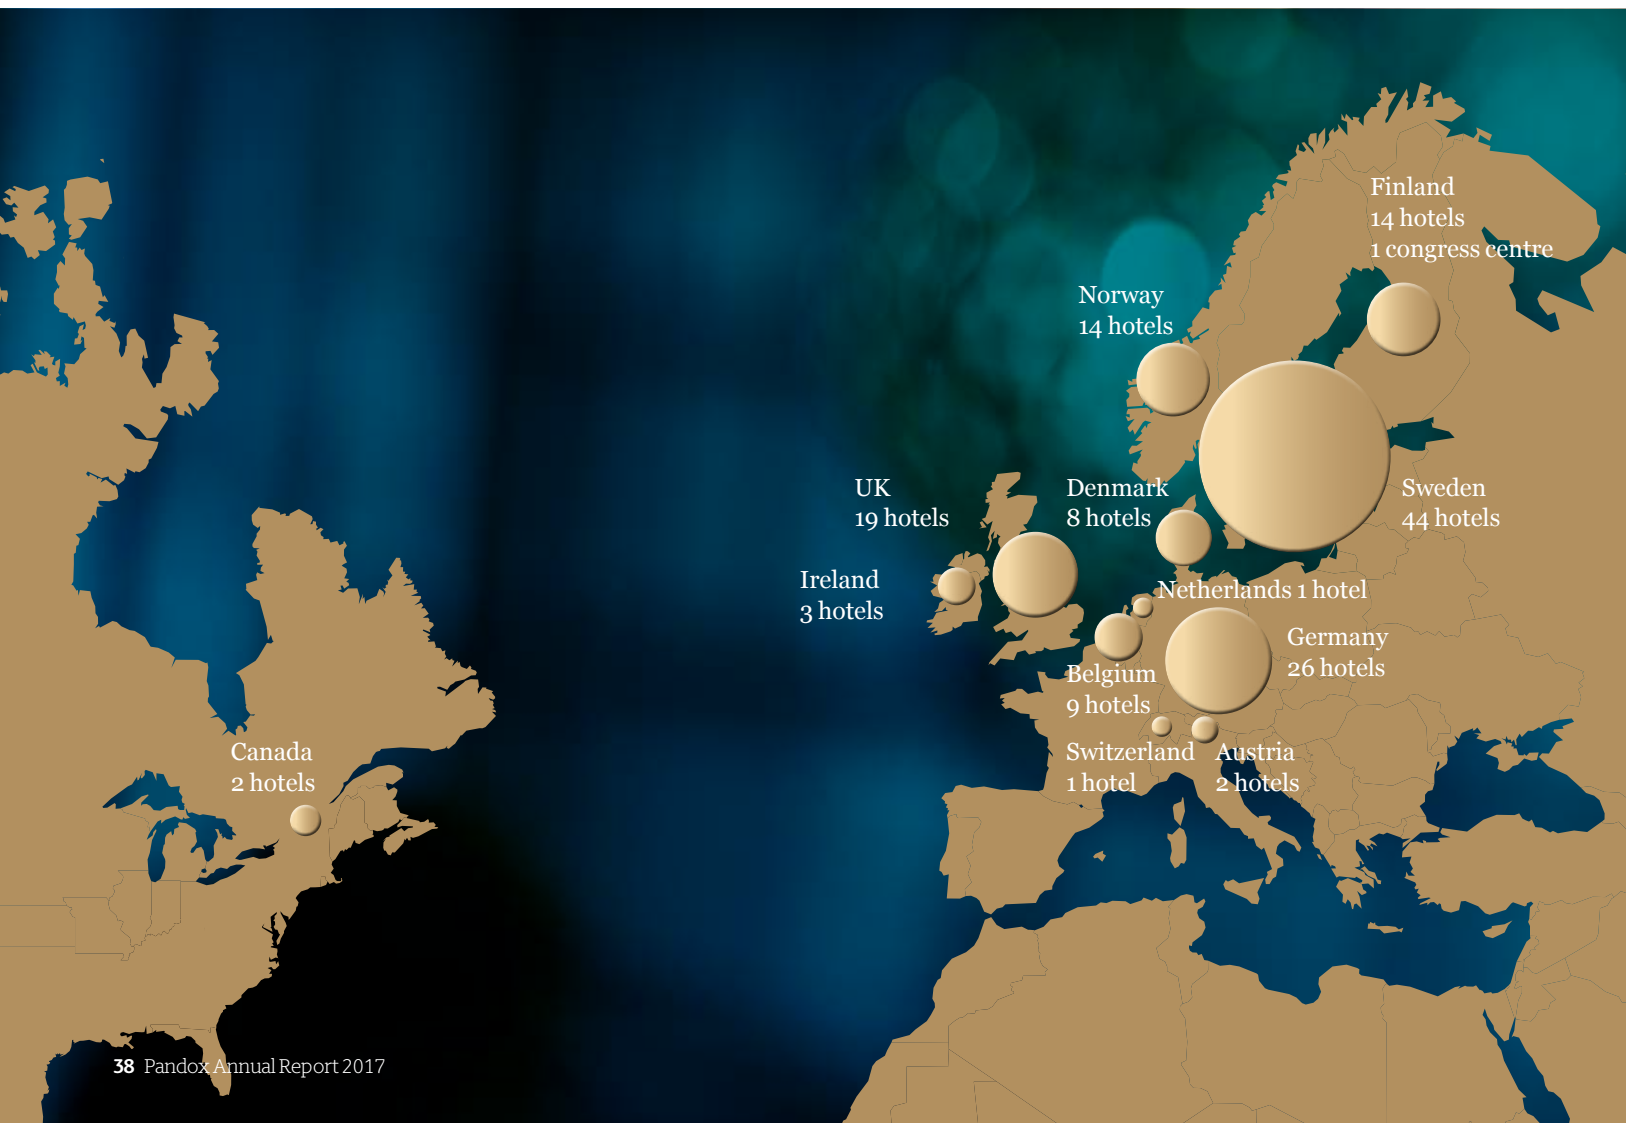 Finland
14 hotels
1 congress centre
Norway
14 hotels
UK
19 hotels
Denmark
8 hotels
Sweden
44 hotels
Ireland
3 hotels
Netherlands 1 hotel
Germany
26 hotels
Belgium
9 hotels
Canada
2 hotels
Switzerland
1 hotel
Austria
2 hotels
38 Pandox Annual Report 2017